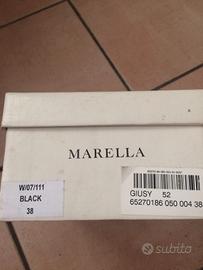 MARELLA
W/07/111
BLACK
38
GIUSY 52
65270186 050 004 38
subito